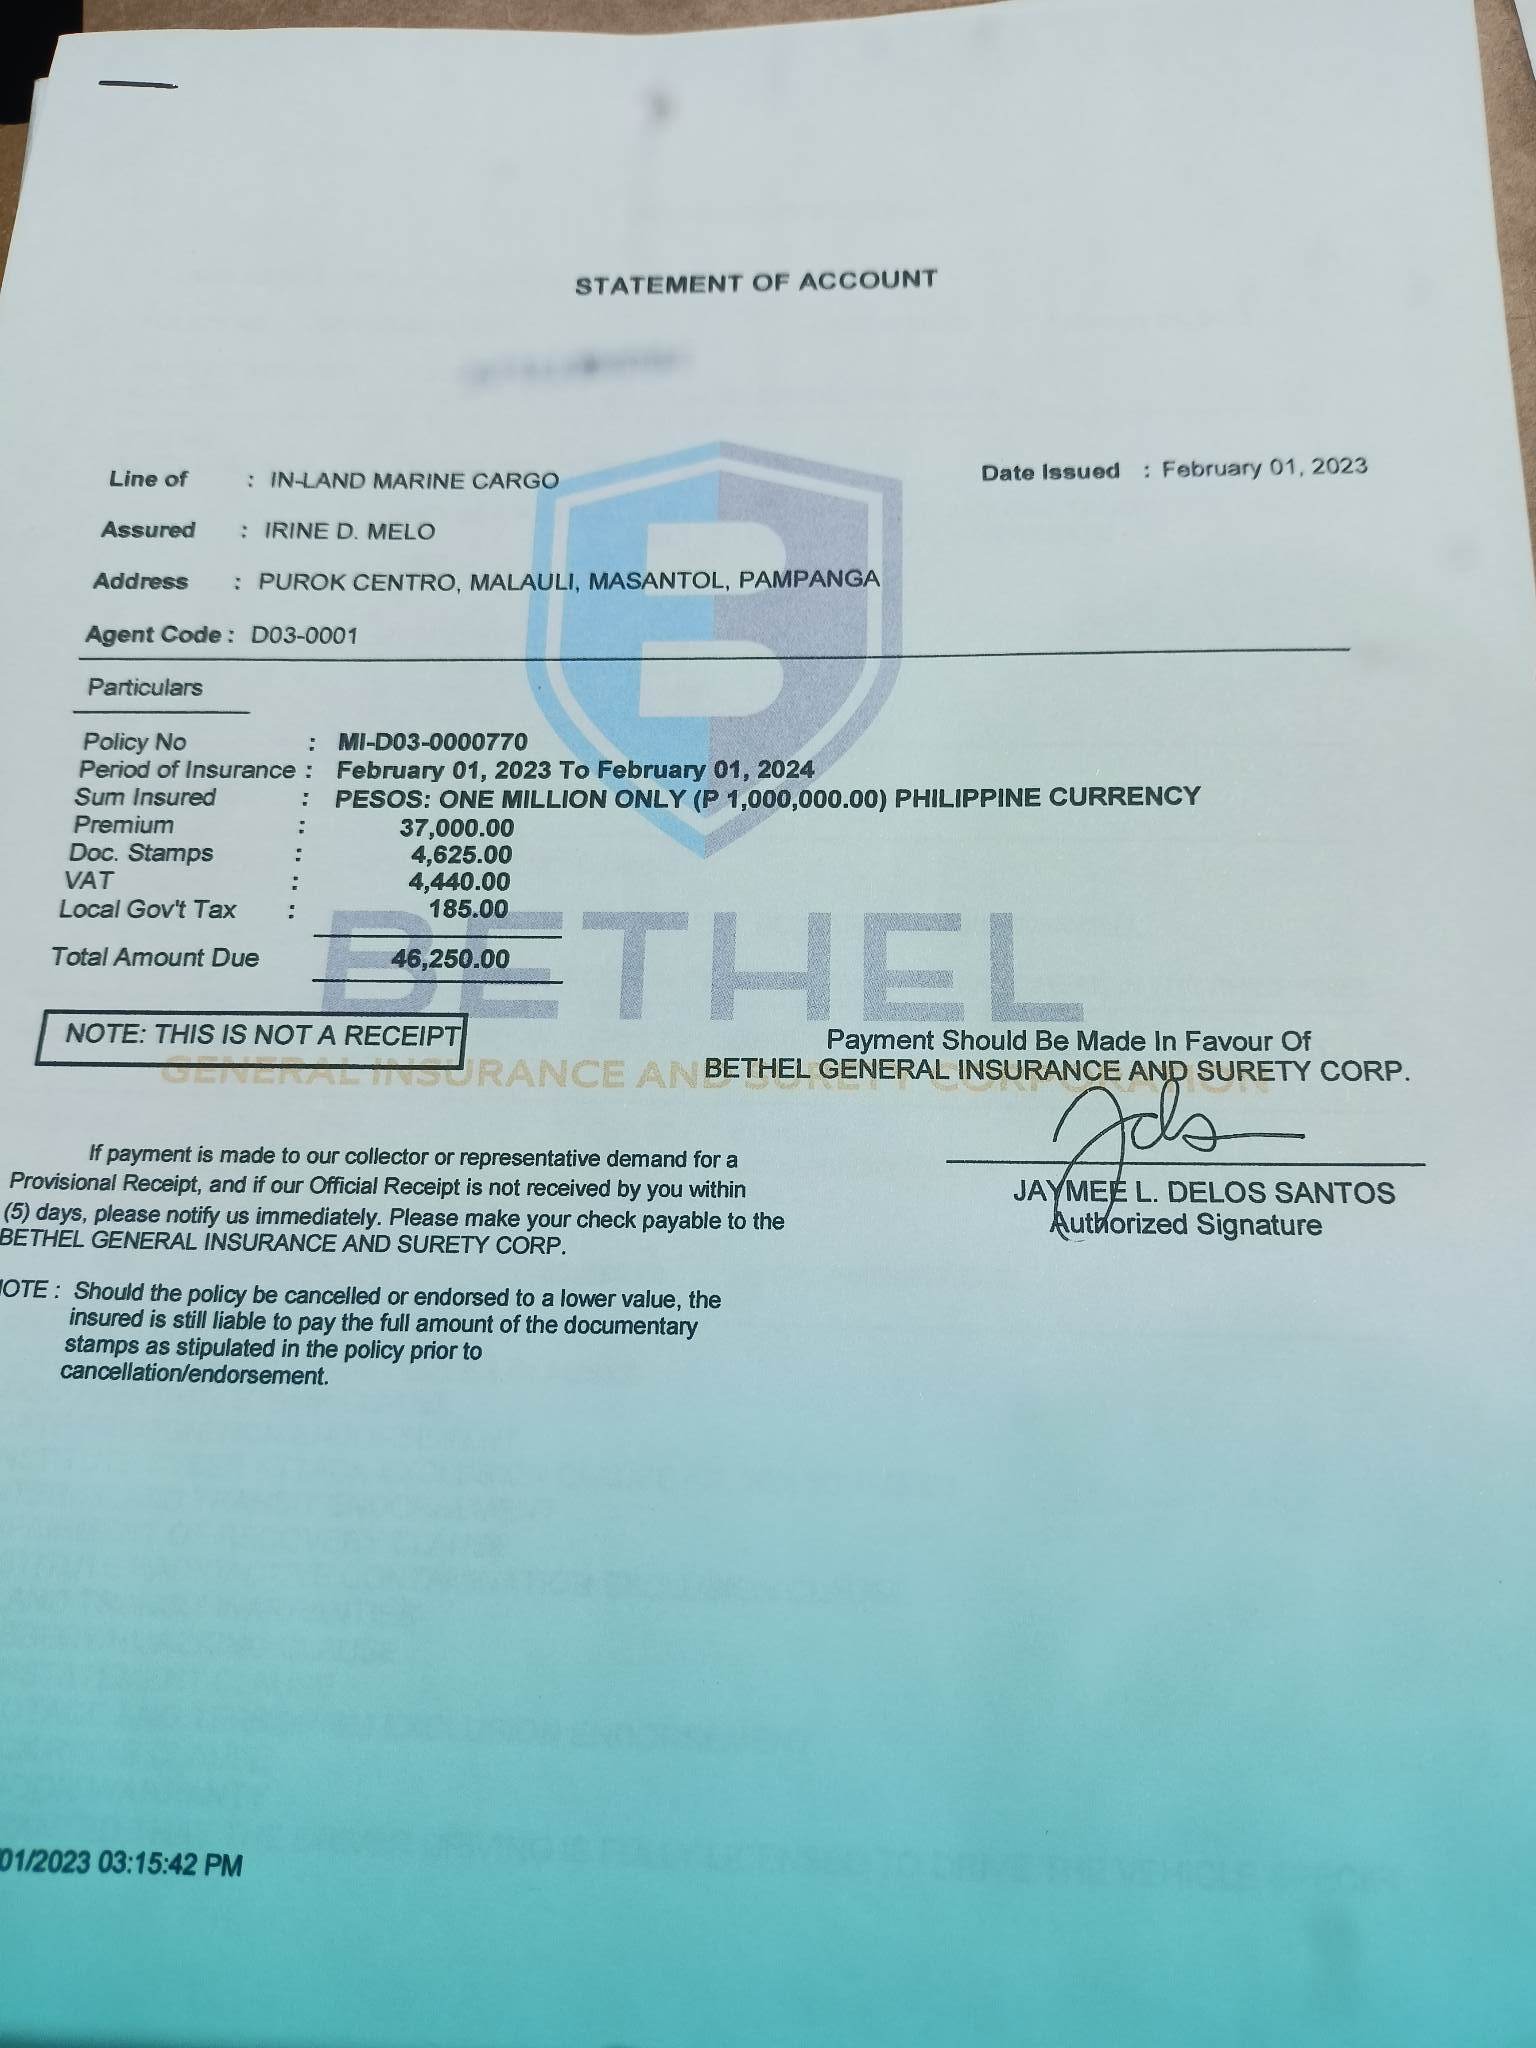 STATEMENT OF ACCOUNT
Line of : IN-LAND MARINE CARGO
Date Issued : February 01, 2023
Assured : IRINE D. MELO
Address : PUROK CENTRO, MALAULI, MASANTOL, PAMPANGA
Agent Code : D03-0001
Particulars
Policy No : MI-D03-0000770
Period of Insurance : February 01, 2023 To February 01, 2024
Sum Insured : PESOS: ONE MILLION ONLY (P 1,000,000.00) PHILIPPINE CURRENCY
Premium : 37,000.00
Doc. Stamps : 4,625.00
VAT : 4,440.00
Local Gov't Tax : 185.00
Total Amount Due 46,250.00
BETHEL
GENERAL INSURANCE AND SURETY CORPORATION
NOTE: THIS IS NOT A RECEIPT
Payment Should Be Made In Favour Of
BETHEL GENERAL INSURANCE AND SURETY CORP.
JAYMEE L. DELOS SANTOS
Authorized Signature
If payment is made to our collector or representative demand for a
Provisional Receipt, and if our Official Receipt is not received by you within
(5) days, please notify us immediately. Please make your check payable to the
BETHEL GENERAL INSURANCE AND SURETY CORP.
OTE : Should the policy be cancelled or endorsed to a lower value, the
insured is still liable to pay the full amount of the documentary
stamps as stipulated in the policy prior to
cancellation/endorsement.
01/2023 03:15:42 PM